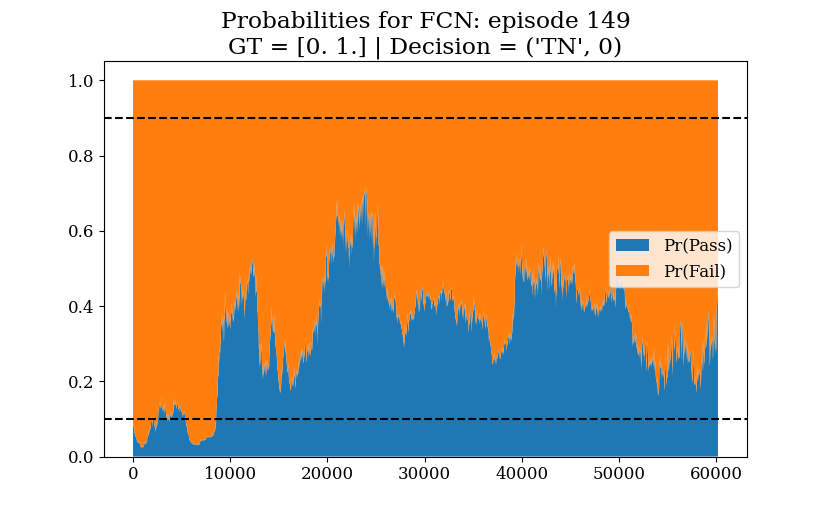 Probabilities for FCN: episode 149
GT = [0. 1.] | Decision = ('TN', 0)
1.0
0.8
0.6
0.4
0.2
0.0
Pr(Pass)
Pr(Fail)
0 10000 20000 30000 40000 50000 60000